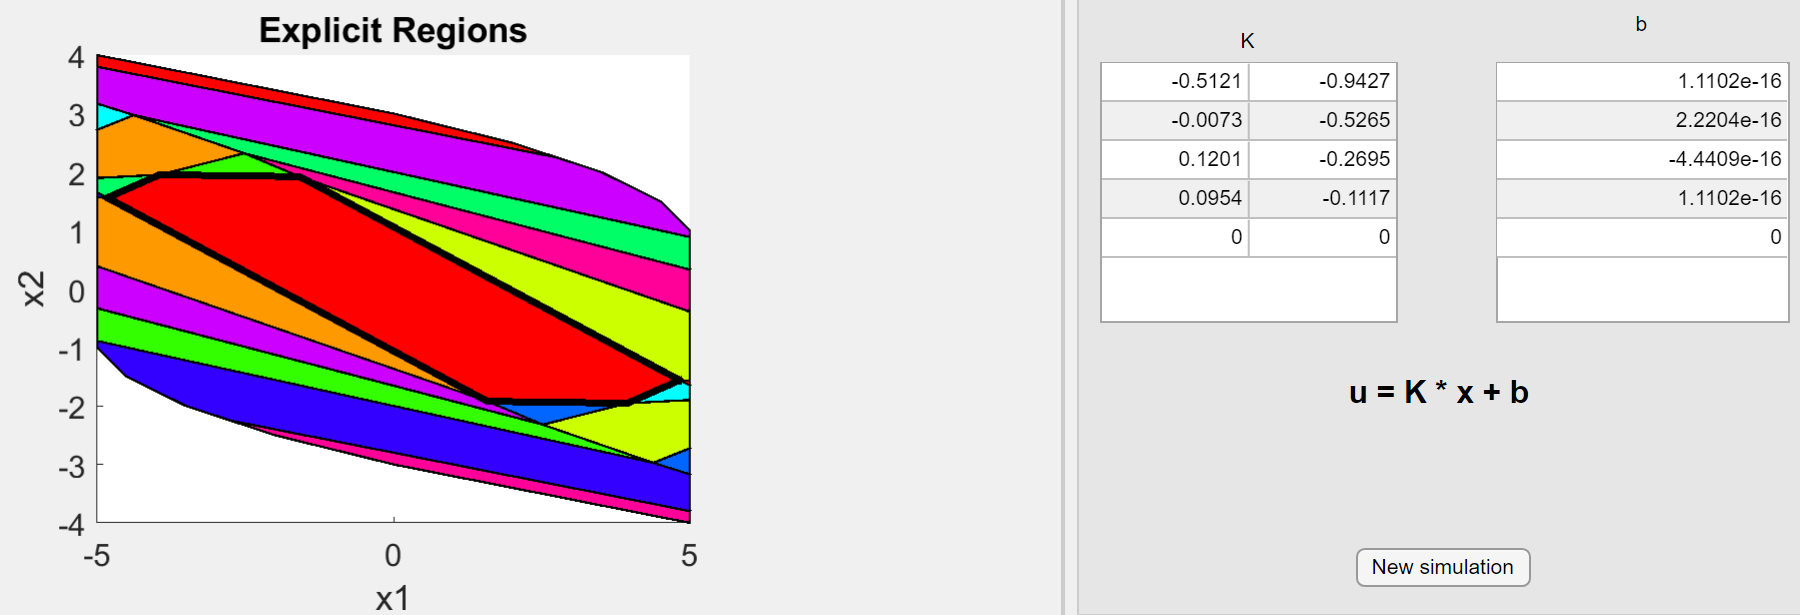 Explicit Regions
4
3
2
1
0
-1
-2
-3
-4
x2
-5 0 5
x1
K
-0.5121 -0.9427
-0.0073 -0.5265
0.1201 -0.2695
0.0954 -0.1117
0 0
b
1.1102e-16
2.2204e-16
-4.4409e-16
1.1102e-16
0
u = K * x + b
New simulation